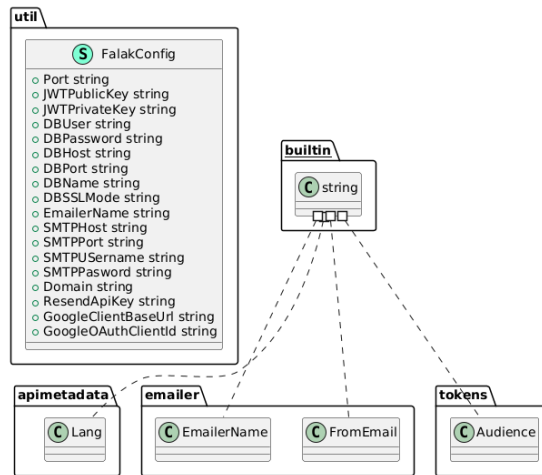 util
S FalakConfig
Port string
JWTPublicKey string
JWTPrivateKey string
DBUser string
DBPassword string
DBHost string
DBPort string
DBName string
DBSSLMode string
EmailerName string
SMTPHost string
SMTPPort string
SMTPUSername string
SMTPPasword string
Domain string
ResendApiKey string
GoogleClientBaseUrl string
GoogleOAuthClientId string
builtin
C string
apimetadata
C Lang
emailer
C EmailerName
C FromEmail
tokens
C Audience